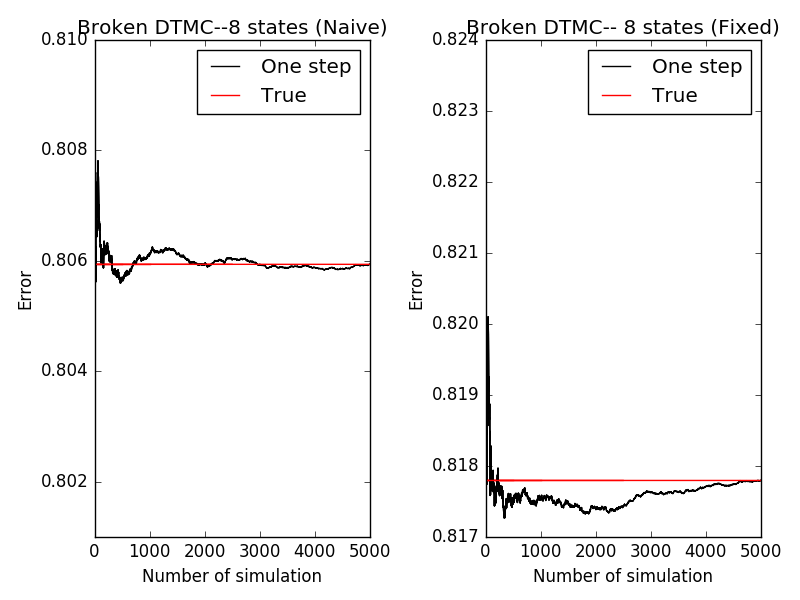 Broken DTMC--8 states (Naive)
0.810
0.808
0.806
0.804
0.802
Error
One step
True
0 1000 2000 3000 4000 5000
Number of simulation
Broken DTMC-- 8 states (Fixed)
0.824
0.823
0.822
0.821
0.820
0.819
0.818
0.817
Error
One step
True
0 1000 2000 3000 4000 5000
Number of simulation